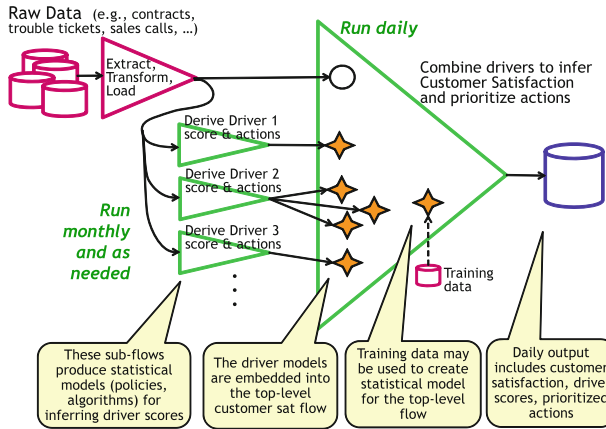 Raw Data (e.g., contracts,
trouble tickets, sales calls, …)
Extract,
Transform,
Load
Run daily
Combine drivers to infer
Customer Satisfaction
and prioritize actions
Derive Driver 1
score & actions
Derive Driver 2
score & actions
Derive Driver 3
score & actions
Run
monthly
and as
needed
Training
data
These sub-flows
produce statistical
models (policies,
algorithms) for
inferring driver scores
The driver models
are embedded into
the top-level
customer sat flow
Training data may
be used to create
statistical model
for the top-level
flow
Daily output
includes customer
satisfaction, drive
scores, prioritized
actions